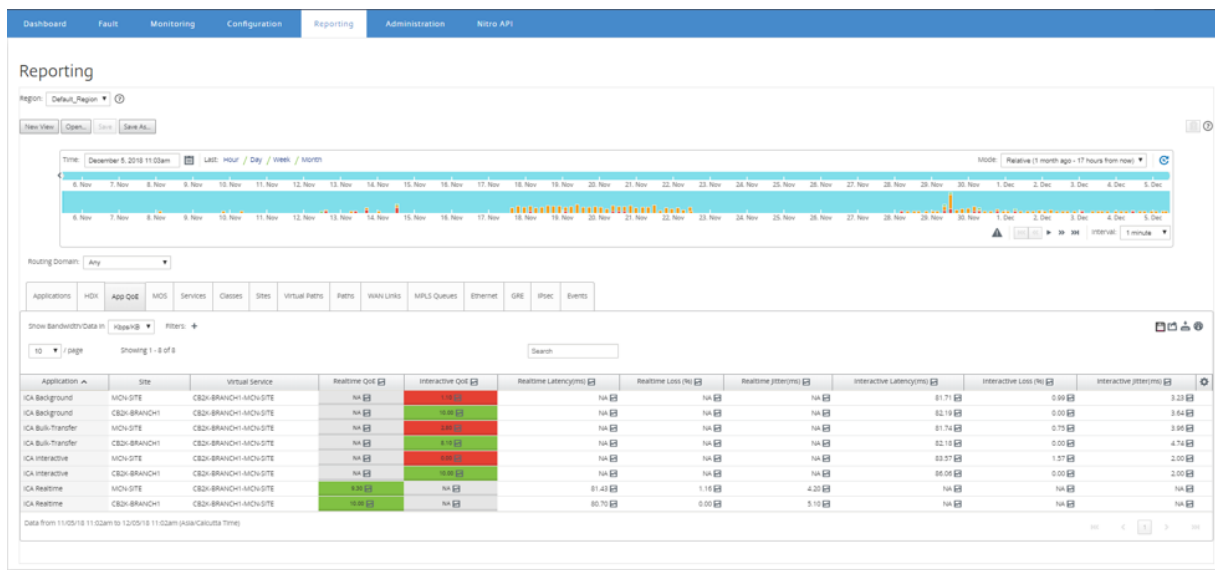 Dashboard Fault Monitoring Configuration Reporting Administration Nitro API
Reporting
Region: Default_Region
New View Open... Save Save As...
Time: December 5, 2018 11:03am Last: Hour / Day / Week / Month Mode: Relative (1 month ago - 17 hours from now)
6. Nov 7. Nov 8. Nov 9. Nov 10. Nov 11. Nov 12. Nov 13. Nov 14. Nov 15. Nov 16. Nov 17. Nov 18. Nov 19. Nov 20. Nov 21. Nov 22. Nov 23. Nov 24. Nov 25. Nov 26. Nov 27. Nov 28. Nov 29. Nov 30. Nov 1. Dec 2. Dec 3. Dec 4. Dec 5. Dec
6. Nov 7. Nov 8. Nov 9. Nov 10. Nov 11. Nov 12. Nov 13. Nov 14. Nov 15. Nov 16. Nov 17. Nov 18. Nov 19. Nov 20. Nov 21. Nov 22. Nov 23. Nov 24. Nov 25. Nov 26. Nov 27. Nov 28. Nov 29. Nov 30. Nov 1. Dec 2. Dec 3. Dec 4. Dec 5. Dec
Interval: 1 minute
Routing Domain: Any
Applications HDX App QoE MOS Services Classes Sites Virtual Paths Paths WAN Links MPLS Queues Ethernet GRE IPsec Events
Show Bandwidth/Data in Kbps/KB Filters: +
10 / page Showing 1 - 8 of 8 Search
Application Site Virtual Service Realtime QoE Interactive QoE Realtime Latency(ms) Realtime Loss (%) Realtime Jitter(ms) Interactive Latency(ms) Interactive Loss (%) Interactive Jitter(ms)
ICA Background MCN-SITE CB2K-BRANCH1-MCN-SITE NA NA NA NA 81.71 0.99 3.23
ICA Background CB2K-BRANCH1 CB2K-BRANCH1-MCN-SITE NA 10.00 NA NA NA 82.19 0.00 3.64
ICA Bulk-Transfer MCN-SITE CB2K-BRANCH1-MCN-SITE NA NA NA NA 81.74 0.75 3.96
ICA Bulk-Transfer CB2K-BRANCH1 CB2K-BRANCH1-MCN-SITE NA NA NA NA 82.18 0.00 4.74
ICA Interactive MCN-SITE CB2K-BRANCH1-MCN-SITE NA NA NA NA 83.57 1.57 2.00
ICA Interactive CB2K-BRANCH1 CB2K-BRANCH1-MCN-SITE NA 10.00 NA NA NA 86.06 0.00 2.00
ICA Realtime MCN-SITE CB2K-BRANCH1-MCN-SITE NA 81.43 1.16 4.20 NA NA NA
ICA Realtime CB2K-BRANCH1 CB2K-BRANCH1-MCN-SITE 10.00 NA 80.70 0.00 5.10 NA NA NA
Data from 11/05/18 11:02am to 12/05/18 11:02am (Asia/Calcutta Time)
1